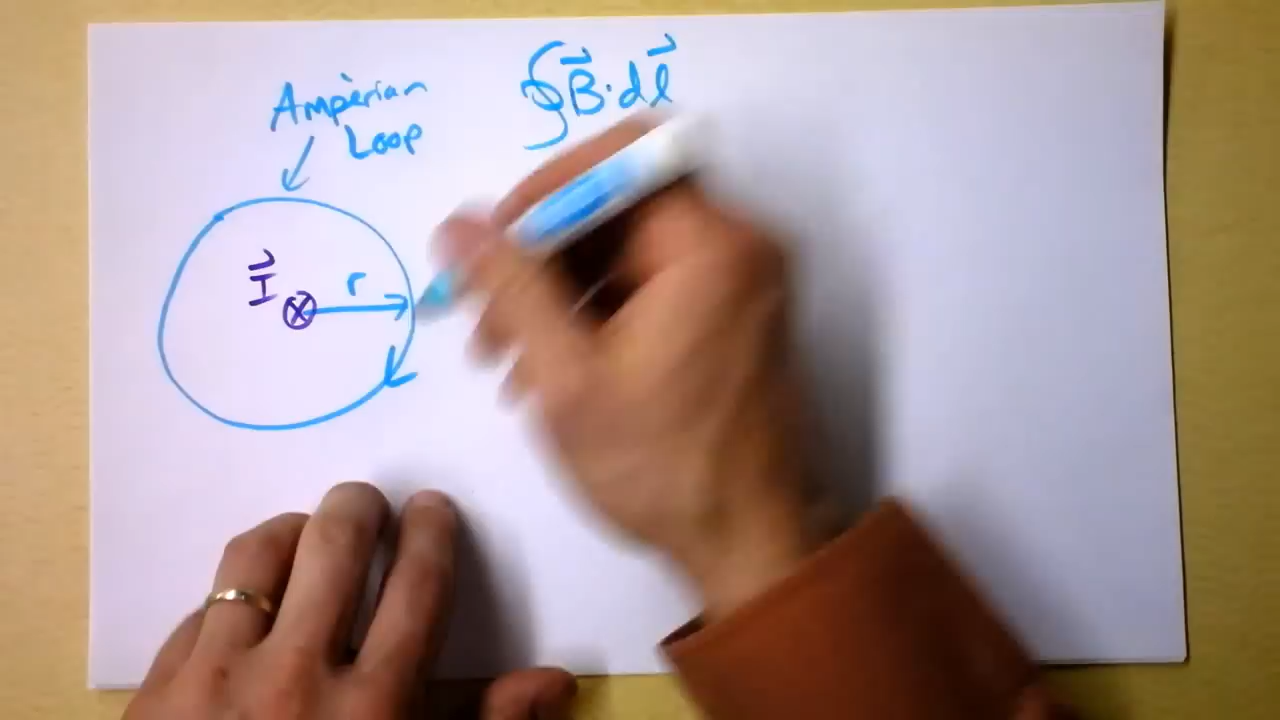 Ampèrian
Loop
∮B⃗·dl⃗
I⃗
r